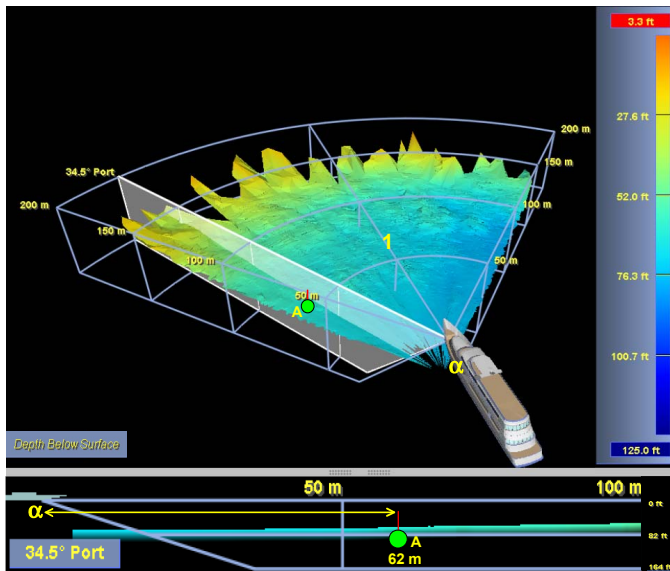 3.3 ft
27.6 ft
52.0 ft
76.3 ft
100.7 ft
125.0 ft
200 m
150 m
100 m
50 m
34.5° Port
200 m
150 m
100 m
50 m
1
A
α
Depth Below Surface
50 m
100 m
α
0 ft
82 ft
164 ft
A
62 m
34.5° Port